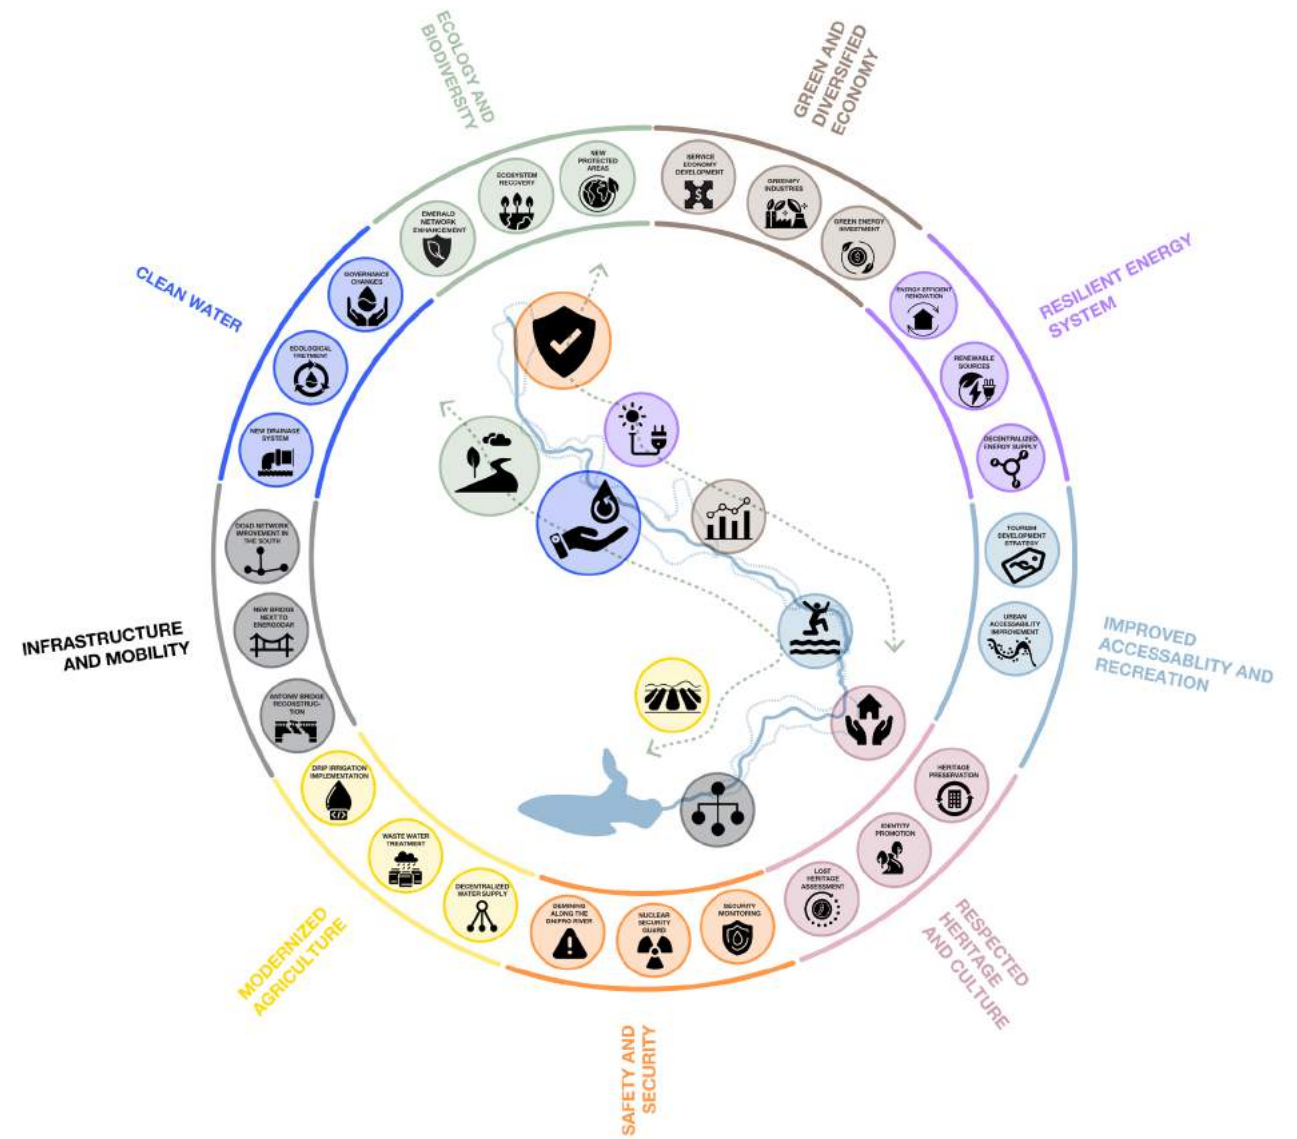 ECOLOGY AND
BIODIVERSITY
GREEN AND
DIVERSIFIED
ECONOMY
RESILIENT ENERGY
SYSTEM
IMPROVED
ACCESSABLITY AND
RECREATION
RESPECTED
HERITAGE
AND CULTURE
SAFETY AND
SECURITY
MODERNIZED
AGRICULTURE
INFRASTRUCTURE
AND MOBILITY
CLEAN WATER
NEW
PROTECTED
AREAS
ECOSYSTEM
RECOVERY
EMERALD
NETWORK
ENHANCEMENT
SERVICE
ECONOMY
DEVELOPMENT
GREENIFY
INDUSTRIES
GREEN ENERGY
INVESTMENT
ENERGY EFFICIENT
RENOVATION
RENEWABLE
SOURCES
DECENTRALIZED
ENERGY SUPPLY
TOURISM
DEVELOPMENT
STRATEGY
URBAN
ACCESSABILITY
IMPROVEMENT
HERITAGE
PRESERVATION
IDENTITY
PROMOTION
LOST
HERITAGE
ASSESSMENT
SECURITY
MONITORING
NUCLEAR
SECURITY
GUARD
DEMINING
ALONG THE
DNIPRO RIVER
DECENTRALIZED
WATER SUPPLY
WASTE WATER
TREATMENT
DRIP IRRIGATION
IMPLEMENTATION
ANTONIV BRIDGE
RECONSTRUC-
TION
NEW BRIDGE
NEXT TO
ENERGODAR
NETWORK
IN
THE SOUTH
NEW DRAINAGE
SYSTEM
ECOLOGICAL
TRETMENT
GOVERNANCE
CHANGES